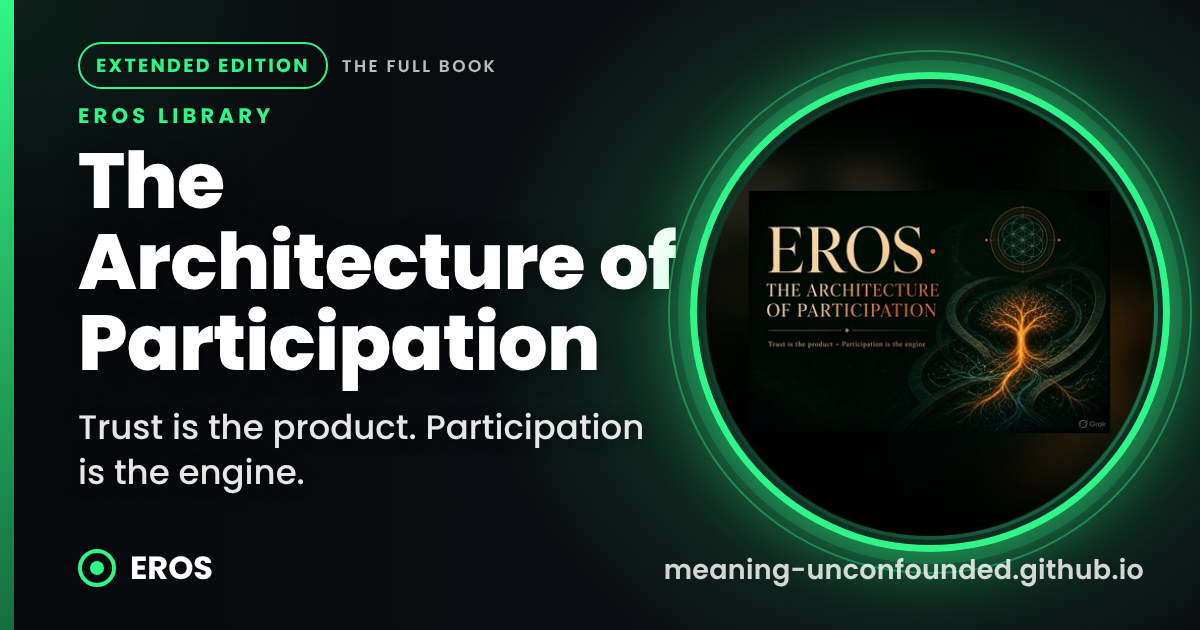 EXTENDED EDITION THE FULL BOOK
EROS LIBRARY
The
Architecture of
Participation
Trust is the product. Participation
is the engine.
EROS
EROS
THE ARCHITECTURE
OF PARTICIPATION
Trust is the product • Participation is the engine
Grok
meaning-unconfounded.github.io